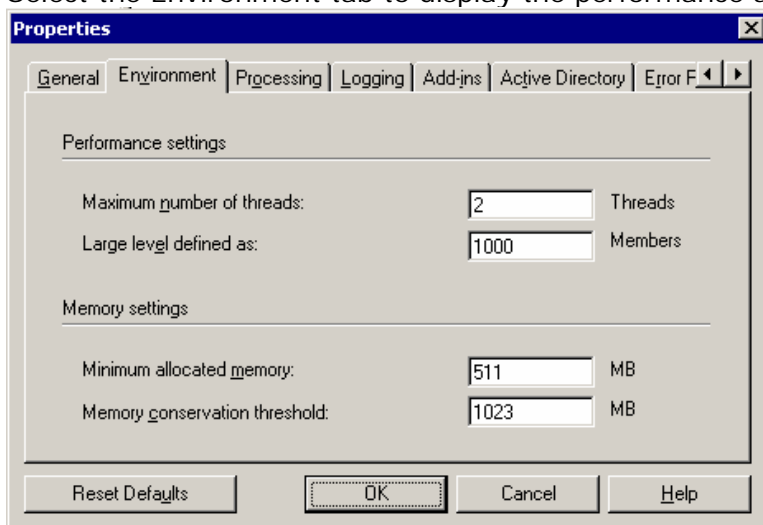 Select the Environment tab to display the performance a
Properties
General Environment Processing Logging Add-ins Active Directory Error F
Performance settings
Maximum number of threads: 2 Threads
Large level defined as: 1000 Members
Memory settings
Minimum allocated memory: 511 MB
Memory conservation threshold: 1023 MB
Reset Defaults OK Cancel Help